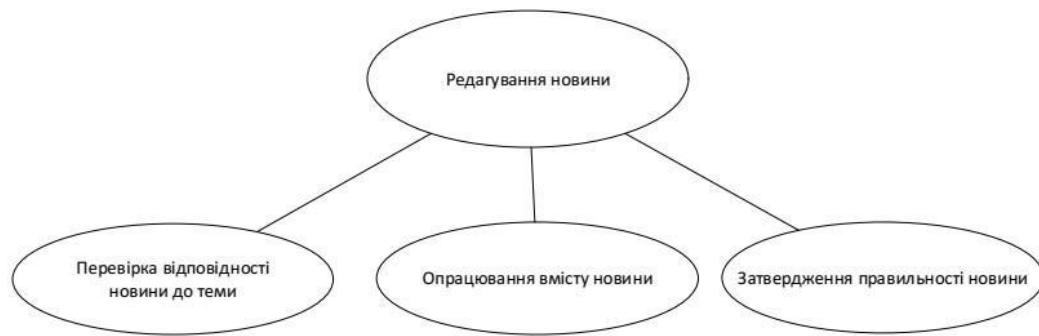 Редагування новини
Перевірка відповідності
новини до теми
Опрацювання вмісту новини
Затвердження правильності новини